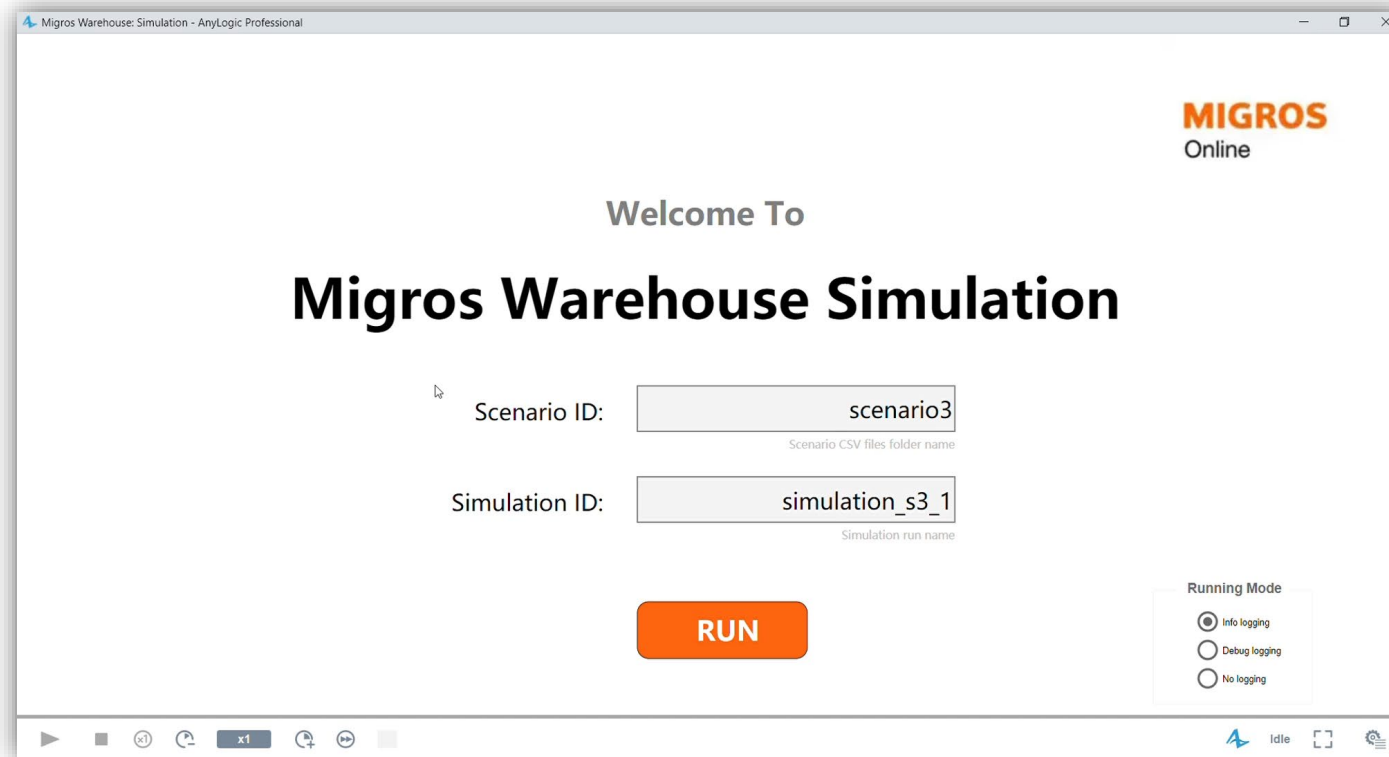 Migros Warehouse: Simulation - AnyLogic Professional
MIGROS
Online
Welcome To
Migros Warehouse Simulation
Scenario ID:
scenario3
Scenario CSV files folder name
Simulation ID:
simulation_s3_1
Simulation run name
RUN
Running Mode
Info logging
Debug logging
No logging
x1
x1
Idle